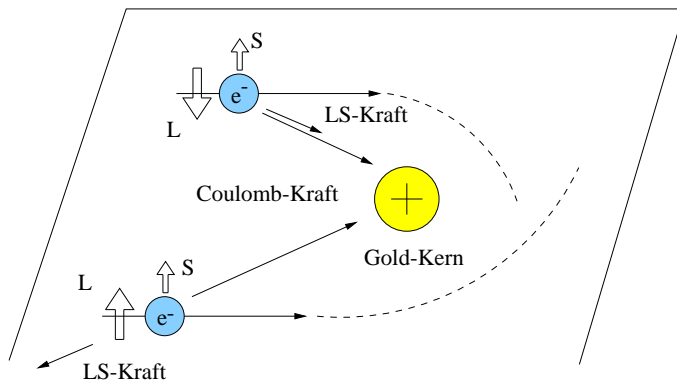 S
e-
L
LS-Kraft
Coulomb-Kraft
+
Gold-Kern
L
S
e-
LS-Kraft